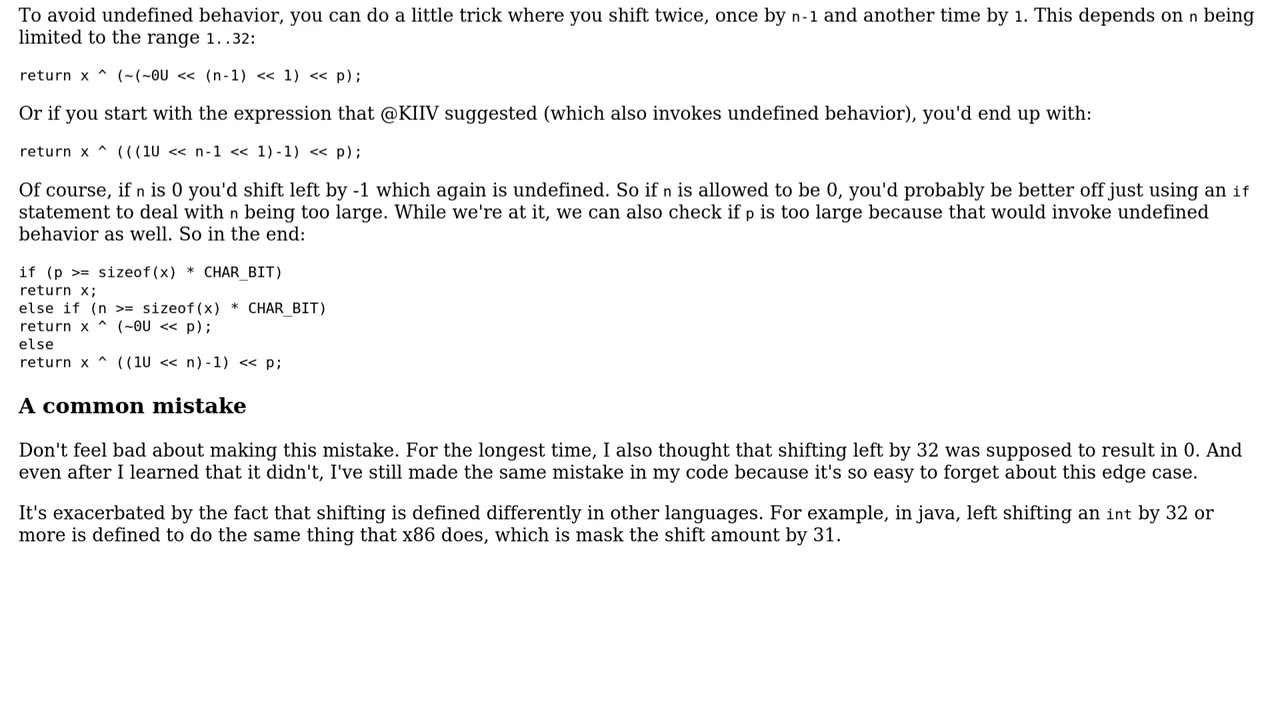 To avoid undefined behavior, you can do a little trick where you shift twice, once by n-1 and another time by 1. This depends on n being
limited to the range 1..32:
return x ^ (~(~0U << (n-1) << 1) << p);
Or if you start with the expression that @KIIV suggested (which also invokes undefined behavior), you'd end up with:
return x ^ (((1U << n-1 << 1)-1) << p);
Of course, if n is 0 you'd shift left by -1 which again is undefined. So if n is allowed to be 0, you'd probably be better off just using an if
statement to deal with n being too large. While we're at it, we can also check if p is too large because that would invoke undefined
behavior as well. So in the end:
if (p >= sizeof(x) * CHAR_BIT)
return x;
else if (n >= sizeof(x) * CHAR_BIT)
return x ^ (~0U << p);
else
return x ^ ((1U << n)-1) << p;
A common mistake
Don't feel bad about making this mistake. For the longest time, I also thought that shifting left by 32 was supposed to result in 0. And
even after I learned that it didn't, I've still made the same mistake in my code because it's so easy to forget about this edge case.
It's exacerbated by the fact that shifting is defined differently in other languages. For example, in java, left shifting an int by 32 or
more is defined to do the same thing that x86 does, which is mask the shift amount by 31.